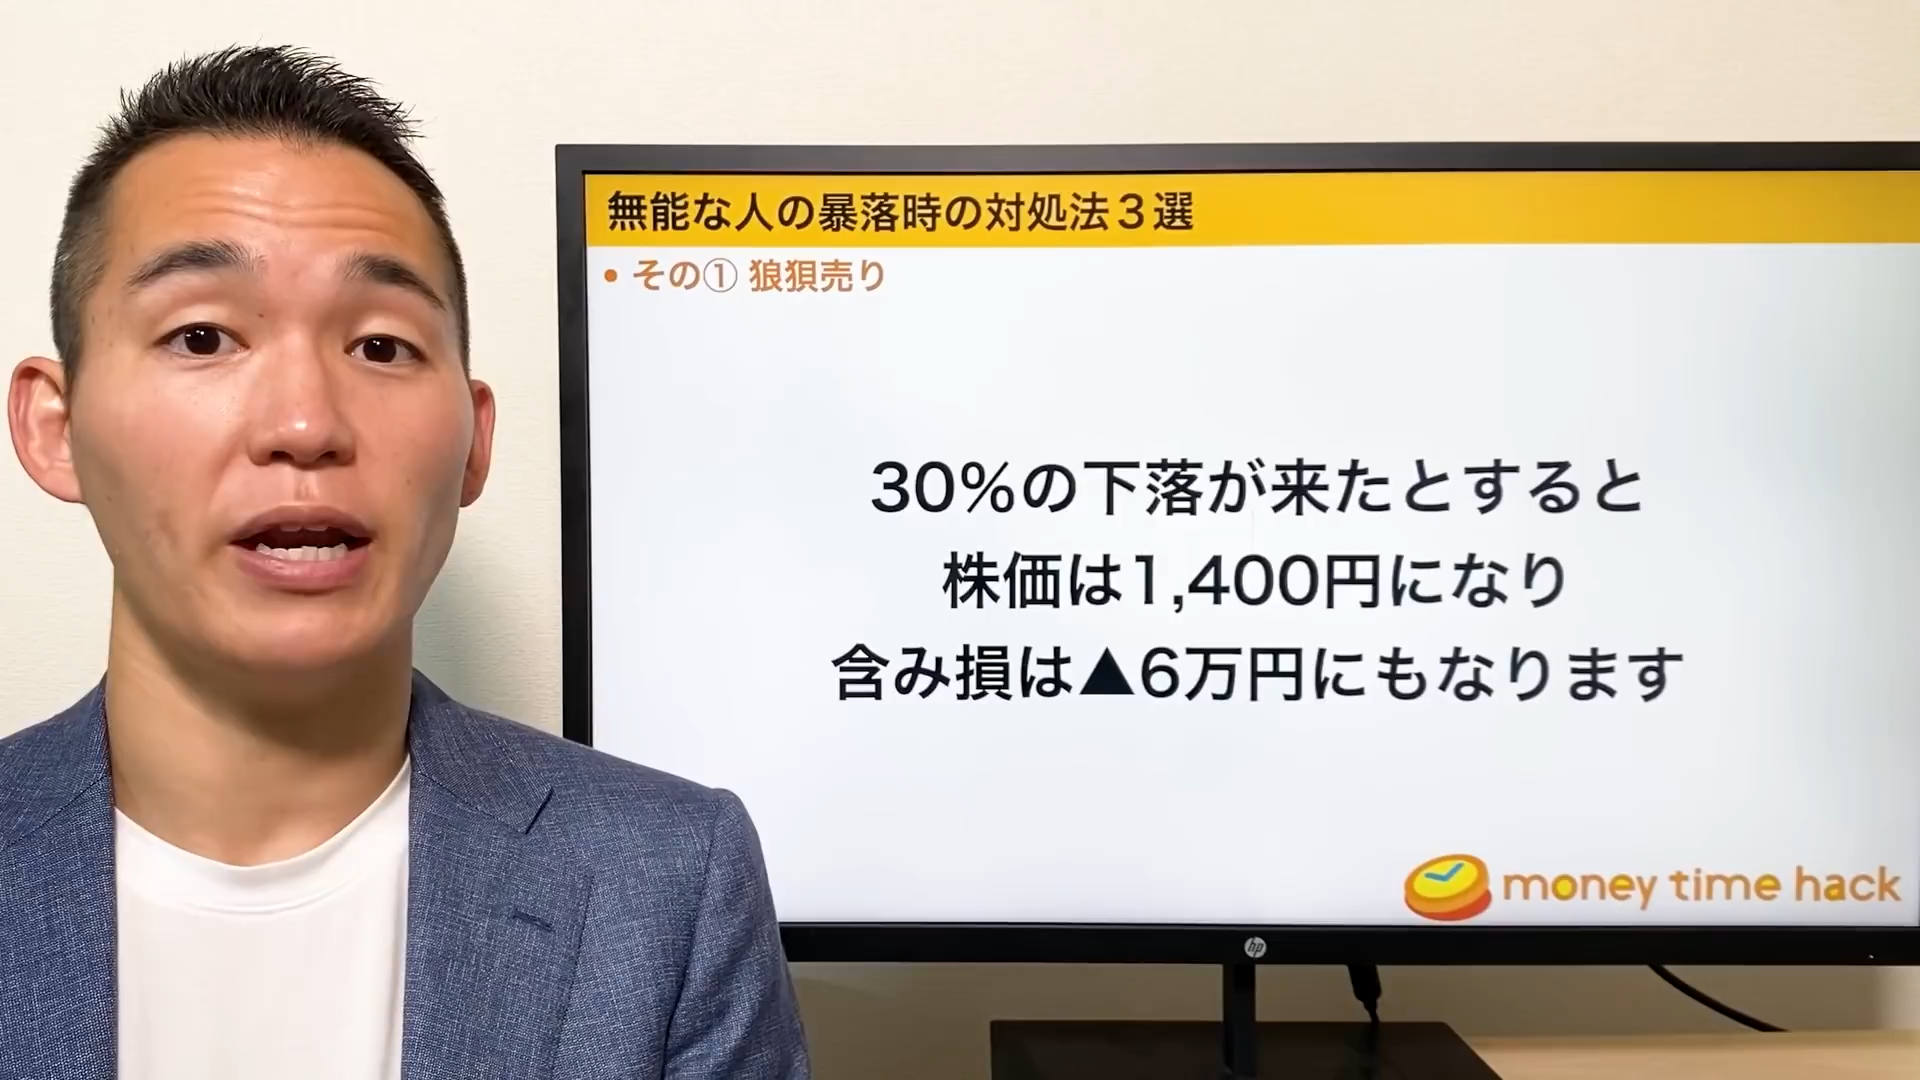 無能な人の暴落時の対処法3選
• その① 狼狽売り
30%の下落が来たとすると
株価は1,400円になり
含み損は▲6万円にもなります
money time hack
hp